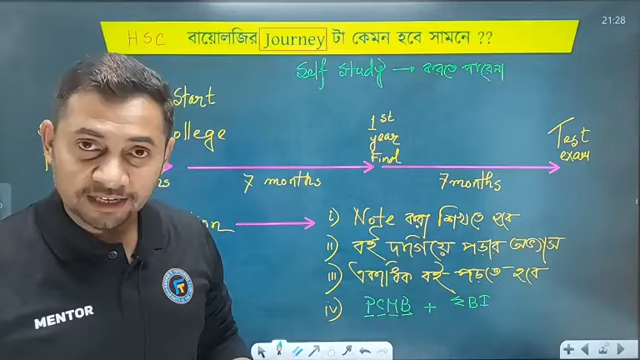 21:28
HSC বায়োলজির Journey টা কেমন হবে সামনে ??
Self Study → করতে পারেনা
Start
College
1st
year
Final
Test
exam
7 months
7 months
i) Note করা শিখতে হবে
ii) বই দাগিয়ে পড়ার অভ্যাস
iii) একাধিক বই পড়তে হবে
iv) PCMB + ΣBI
MENTOR